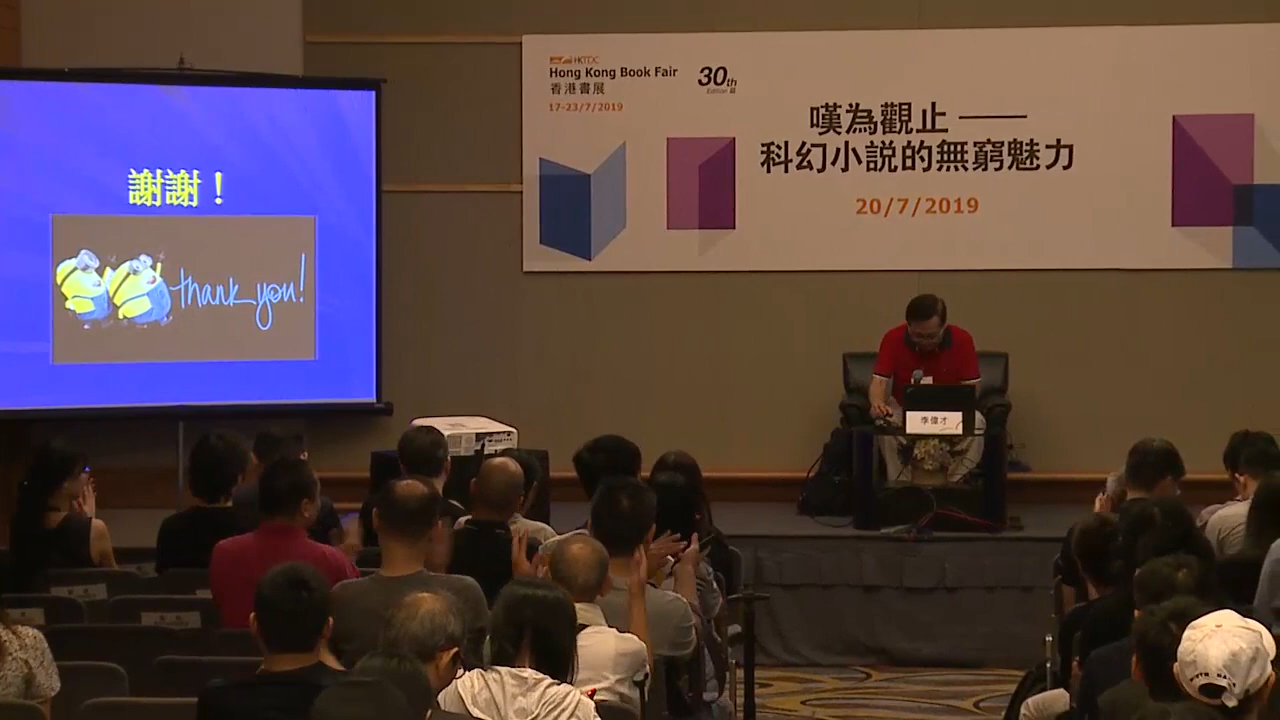 謝謝！
thank you!
HKTDC
Hong Kong Book Fair
香港書展
17-23/7/2019
30th
Edition 屆
嘆為觀止 ——
科幻小説的無窮魅力
20/7/2019
李偉才